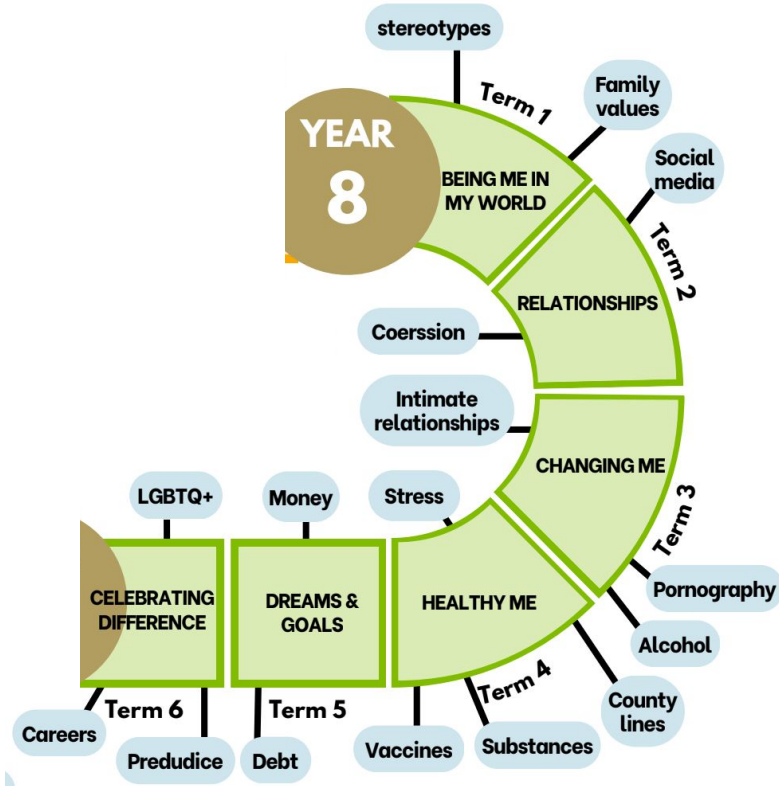 stereotypes
Term 1
Family
values
YEAR
8
BEING ME IN
MY WORLD
Social
media
Term 2
RELATIONSHIPS
Coerssion
Intimate
relationships
CHANGING ME
Term 3
Pornography
Alcohol
Stress
HEALTHY ME
Term 4
County
lines
Substances
Vaccines
Money
DREAMS &
GOALS
Term 5
Debt
LGBTQ+
CELEBRATING
DIFFERENCE
Term 6
Careers
Predudice